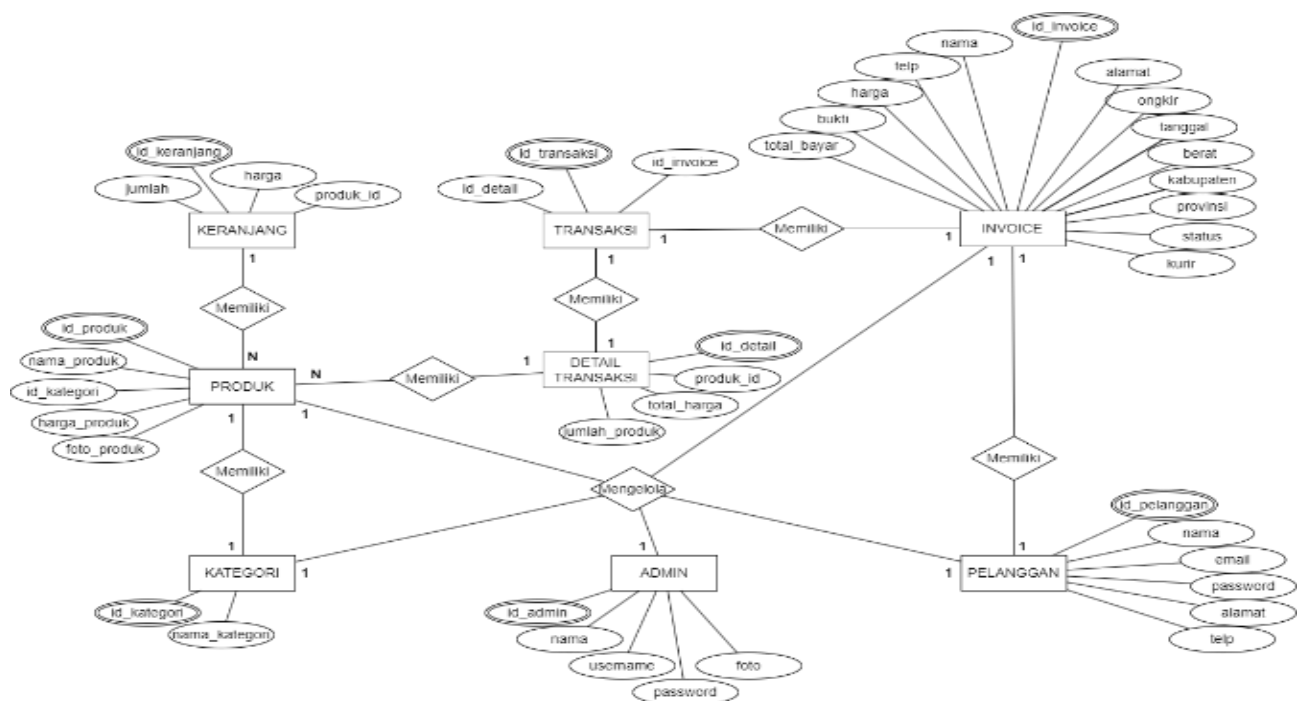 id_invoice
nama
telp
alamat
harga
ongkir
bukti
tanggal
total_bayar
berat
kabupaten
provinsi
status
kurir
INVOICE
id_keranjang
jumlah
harga
produk_id
KERANJANG
id_transaksi
id_detail
id_invoice
TRANSAKSI
1
Memiliki
1
1
1
1
1
Memiliki
Memiliki
id_produk
nama_produk
id_kategori
harga_produk
foto_produk
N
PRODUK
N
Memiliki
1
1
DETAIL
TRANSAKSI
id_detail
produk_id
total_harga
jumlah_produk
1
1
Memiliki
Mengelola
Memiliki
1
KATEGORI
1
id_kategori
nama_kategori
1
ADMIN
id_admin
nama
username
password
foto
1
1
PELANGGAN
id_pelanggan
nama
email
password
alamat
telp